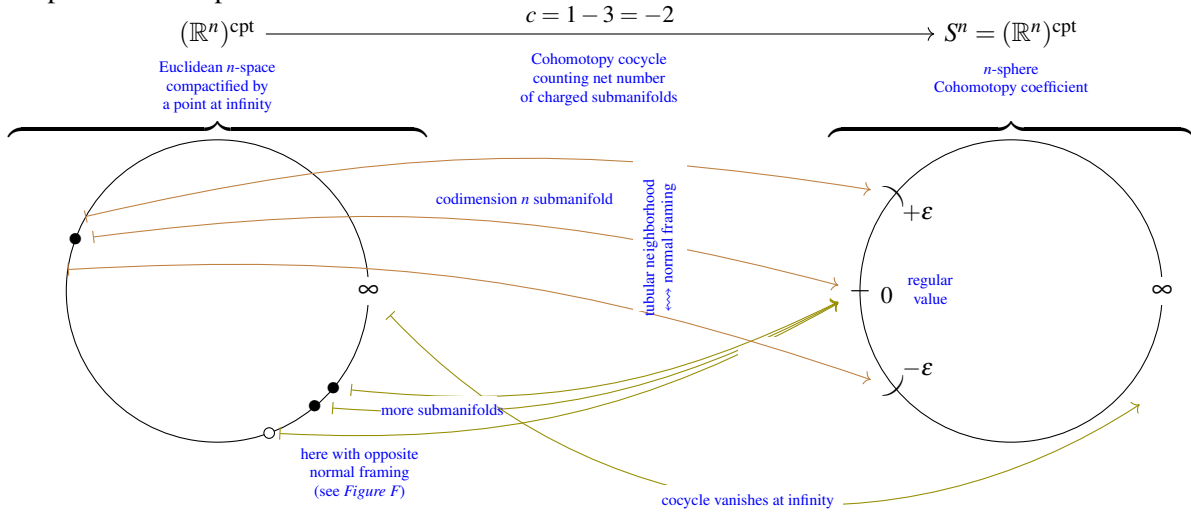 c = 1 − 3 = −2
(ℝⁿ)^cpt
Sⁿ = (ℝⁿ)^cpt
Euclidean n-space
compactified by
a point at infinity
Cohomotopy cocycle
counting net number
of charged submanifolds
n-sphere
Cohomotopy coefficient
codimension n submanifold
tubular neighborhood
↭ normal framing
+ε
∞
0
regular
value
∞
−ε
more submanifolds
here with opposite
normal framing
(see Figure F)
cocycle vanishes at infinity